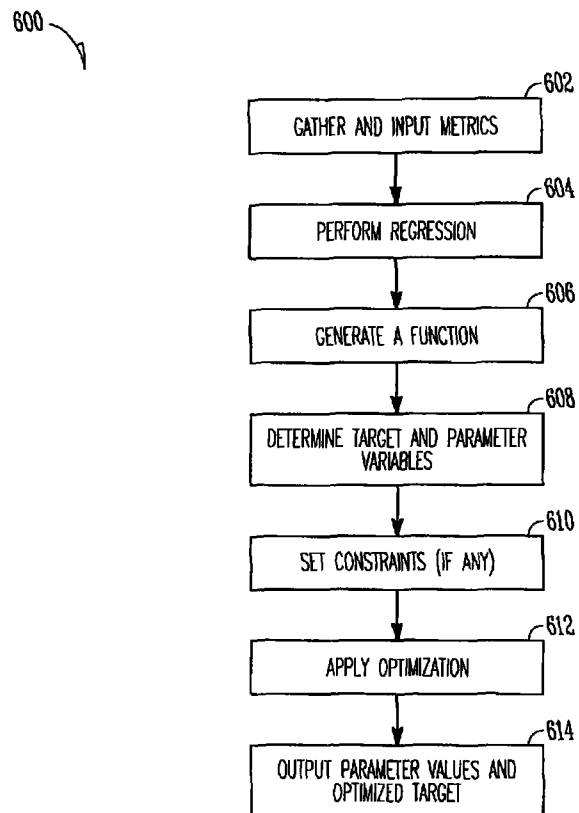 600
602
GATHER AND INPUT METRICS
604
PERFORM REGRESSION
606
GENERATE A FUNCTION
608
DETERMINE TARGET AND PARAMETER
VARIABLES
610
SET CONSTRAINTS (IF ANY)
612
APPLY OPTIMIZATION
614
OUTPUT PARAMETER VALUES AND
OPTIMIZED TARGET